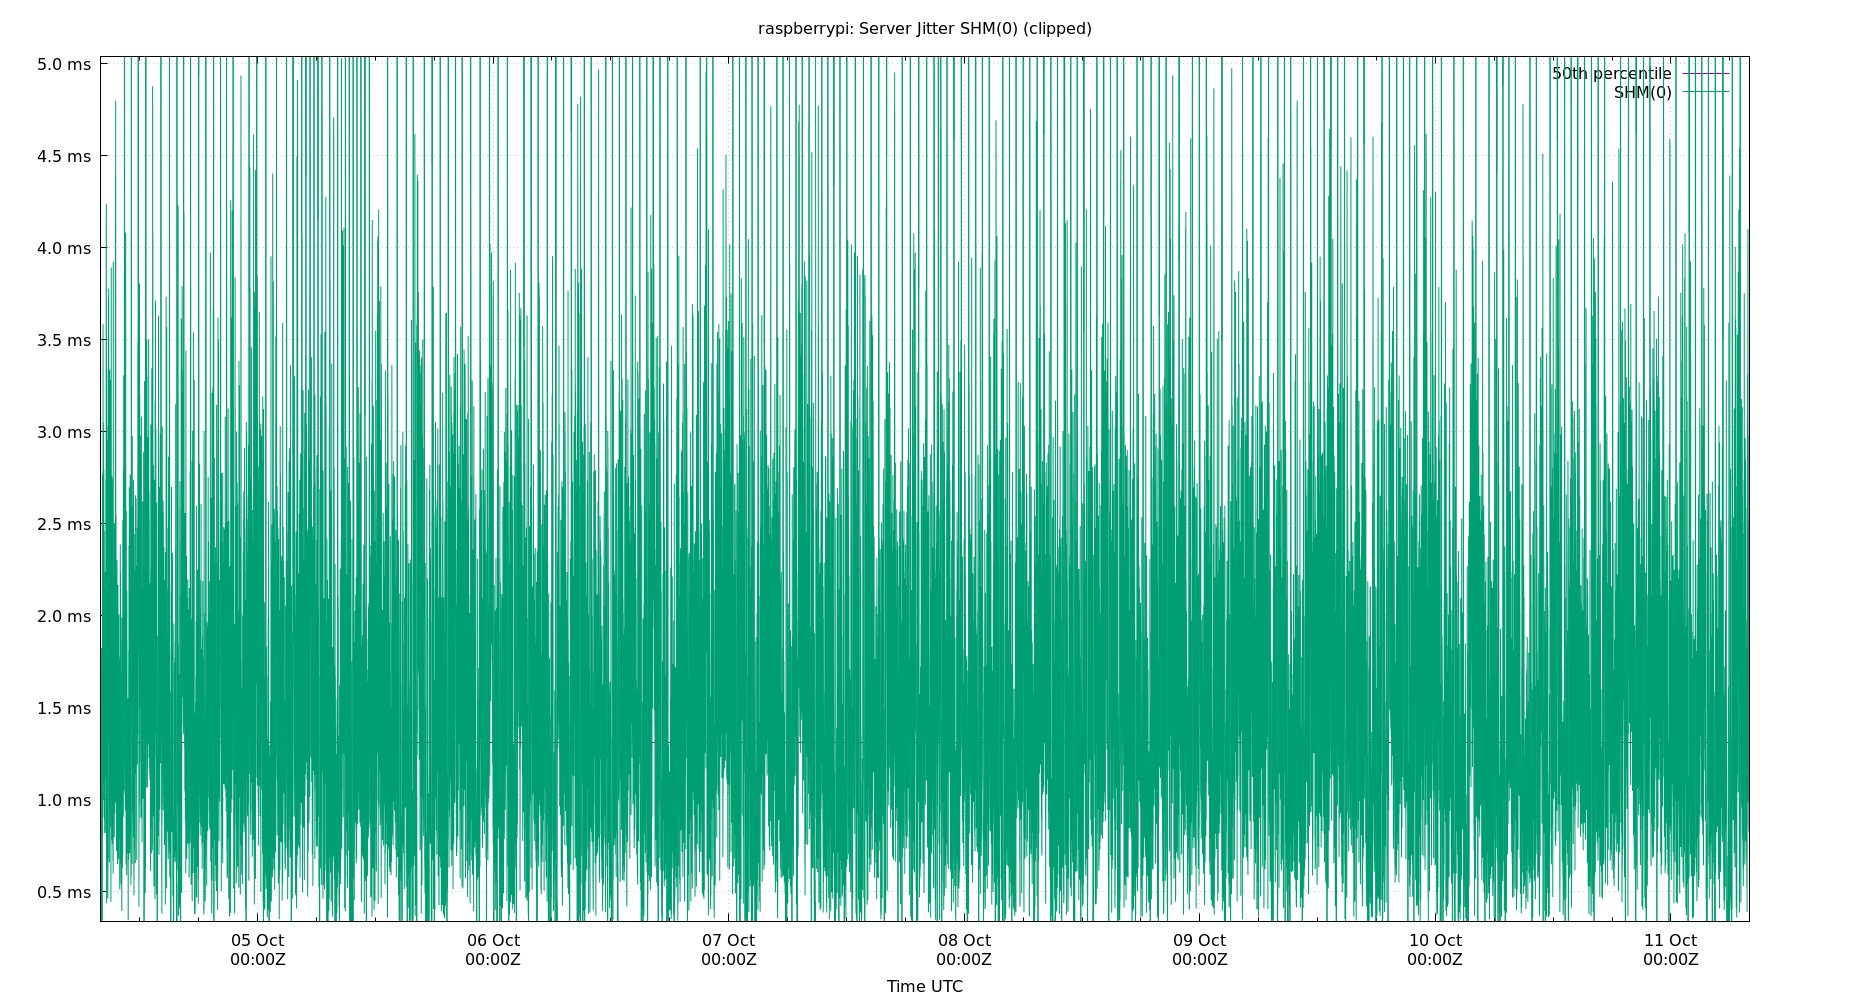 raspberrypi: Server Jitter SHM(0) (clipped)
5.0 ms
50th percentile
SHM(0)
4.5 ms
4.0 ms
3.5 ms
3.0 ms
2.5 ms
2.0 ms
1.5 ms
1.0 ms
0.5 ms
05 Oct 06 Oct 07 Oct 08 Oct 09 Oct 10 Oct 11 Oct
00:00Z 00:00Z 00:00Z 00:00Z 00:00Z 00:00Z 00:00Z
Time UTC